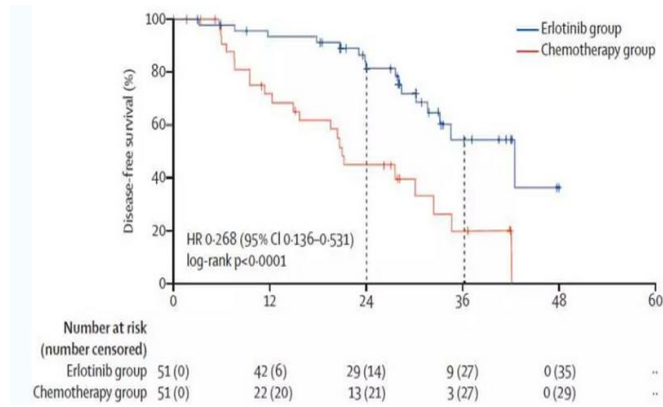 100
80
60
40
20
0
Disease-free survival (%)
Erlotinib group
Chemotherapy group
HR 0·268 (95% CI 0·136–0·531)
log-rank p<0·0001
0 12 24 36 48 60
Number at risk
(number censored)
Erlotinib group 51 (0) 42 (6) 29 (14) 9 (27) 0 (35) ··
Chemotherapy group 51 (0) 22 (20) 13 (21) 3 (27) 0 (29) ··